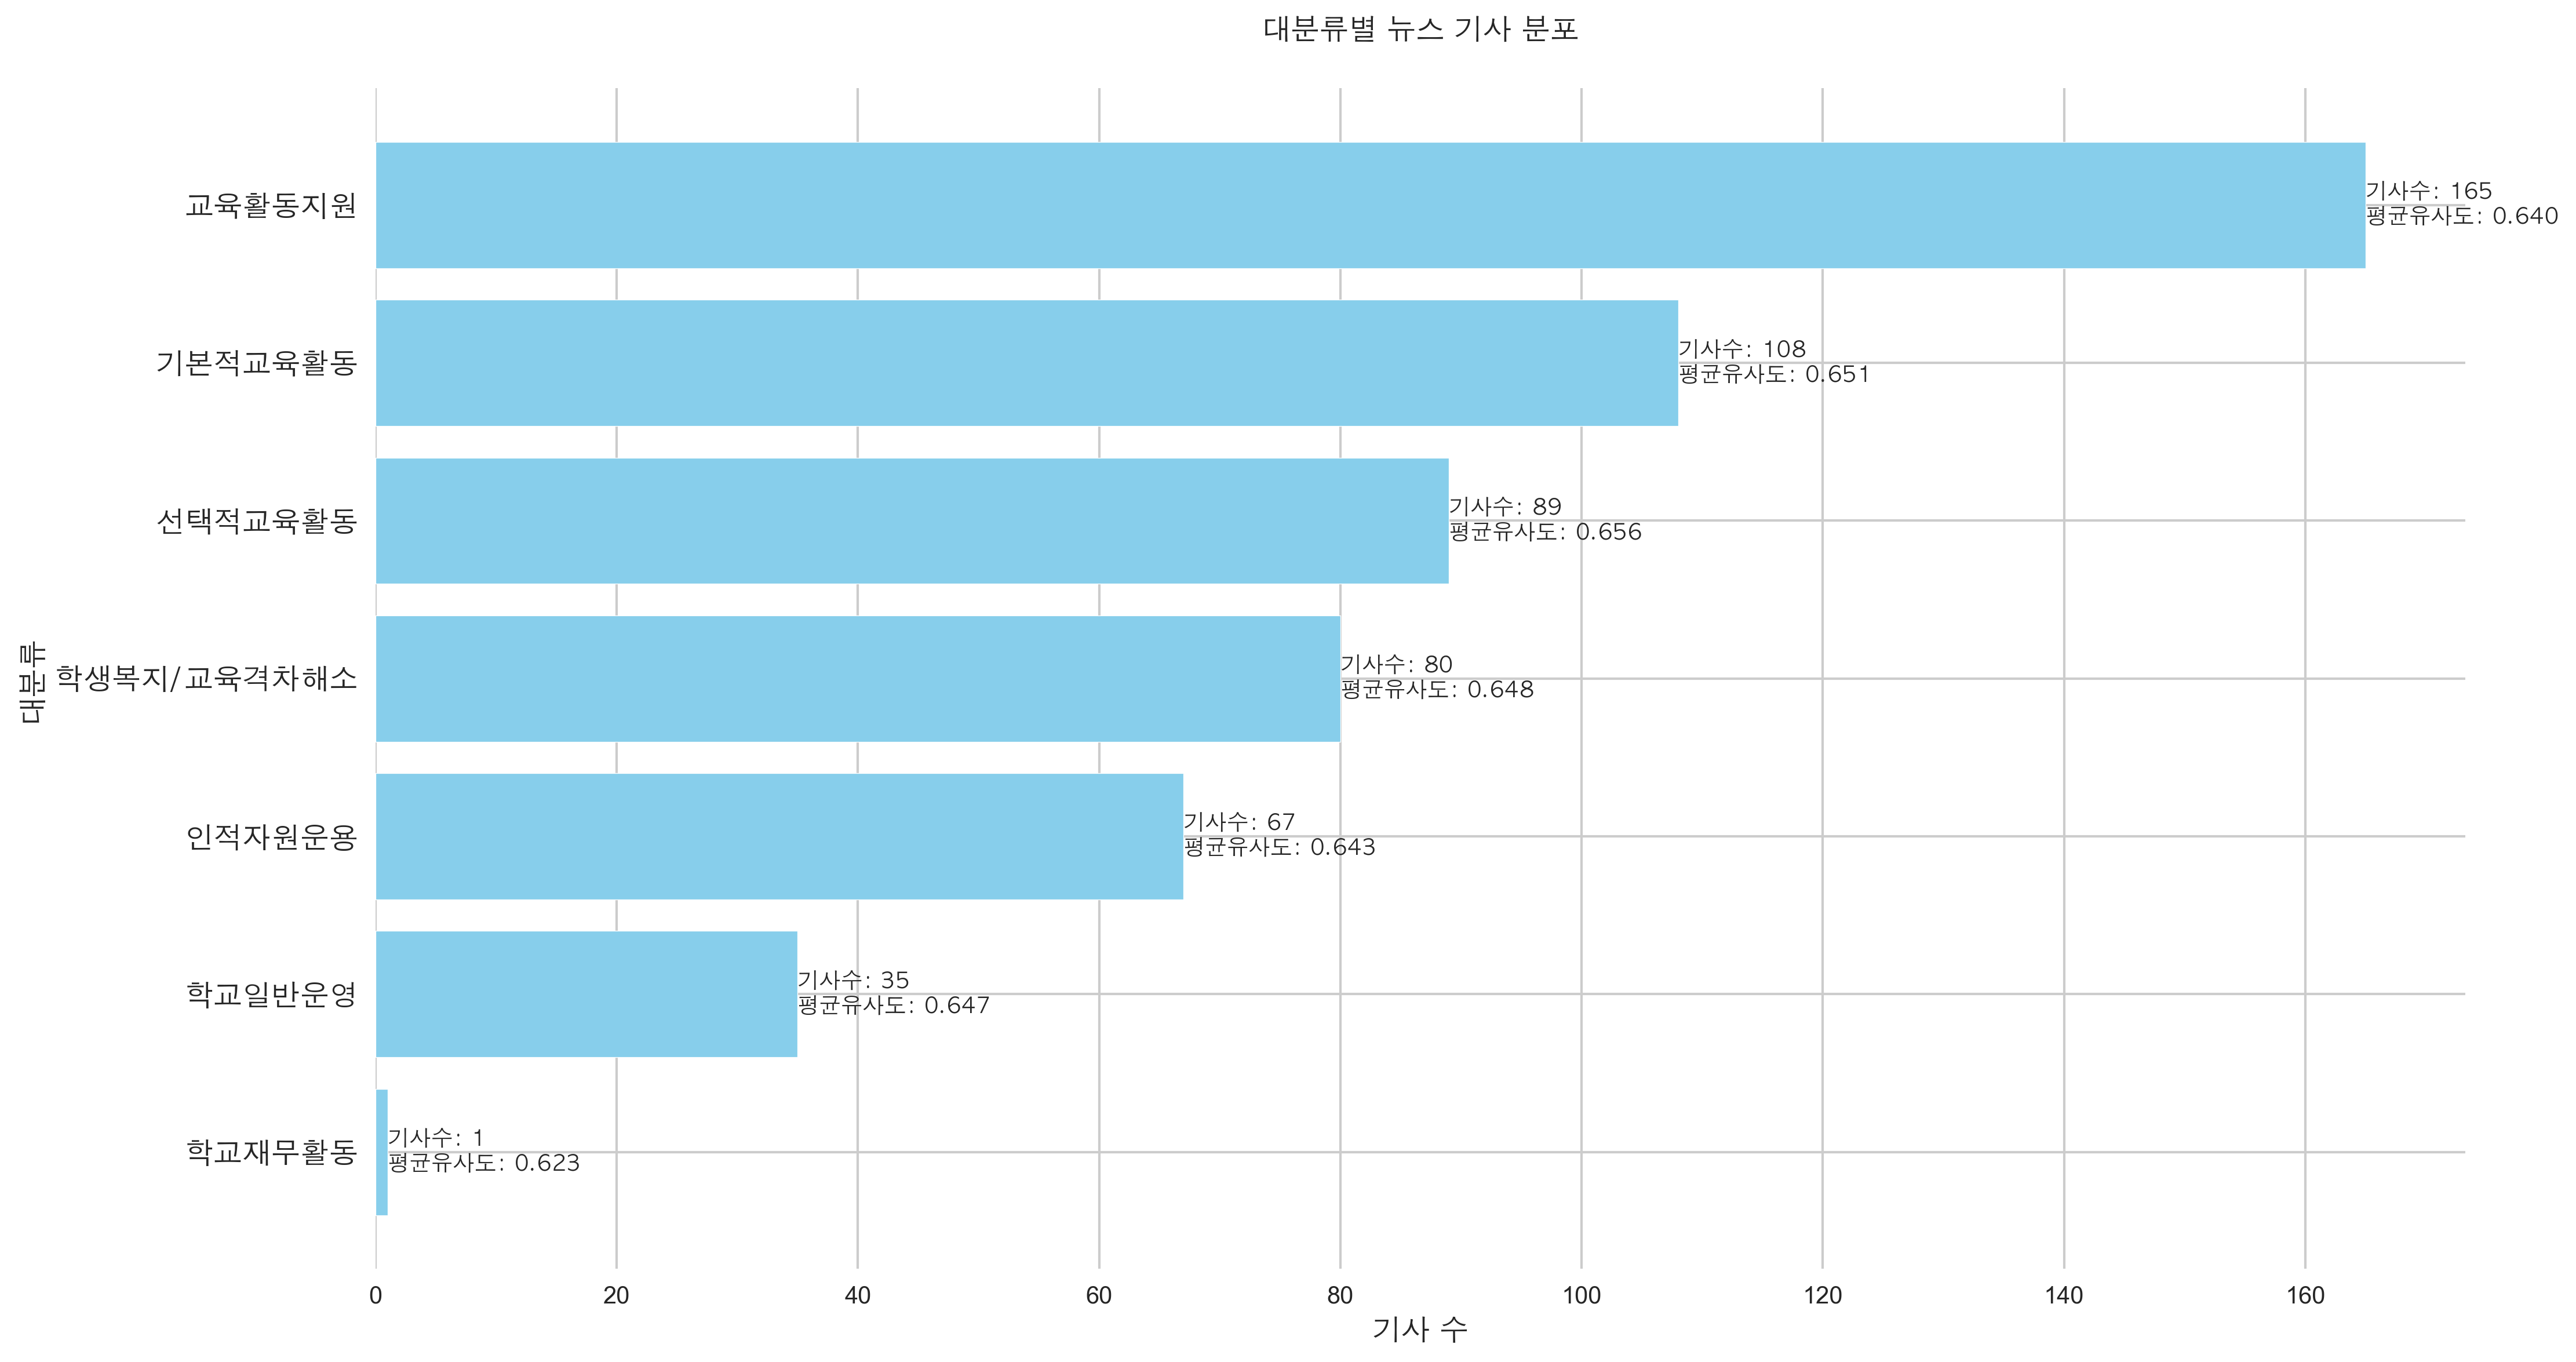 대분류별 뉴스 기사 분포
대분류
교육활동지원
기사수: 165
평균유사도: 0.640
기본적교육활동
기사수: 108
평균유사도: 0.651
선택적교육활동
기사수: 89
평균유사도: 0.656
학생복지/교육격차해소
기사수: 80
평균유사도: 0.648
인적자원운용
기사수: 67
평균유사도: 0.643
학교일반운영
기사수: 35
평균유사도: 0.647
학교재무활동
기사수: 1
평균유사도: 0.623
0 20 40 60 80 100 120 140 160
기사 수